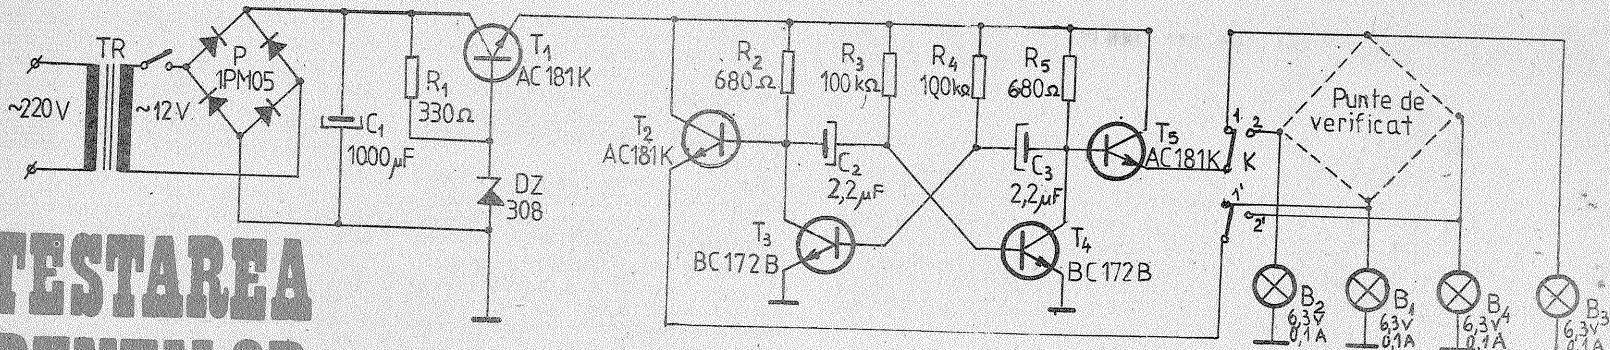 TR
~220V
~12V
P
1PM05
C1
1000µF
R1
330Ω
T1
AC181K
DZ
308
T2
AC181K
R2
680Ω
R3
100kΩ
R4
100kΩ
R5
680Ω
C2
2,2µF
C3
2,2µF
T3
BC172B
T4
BC172B
T5
AC181K
1
2
K
1'
2'
Punte de
verificat
B2
6,3V
0,1A
B1
6,3V
0,1A
B4
6,3V
0,1A
B3
6,3V
0,1A
TESTAREA